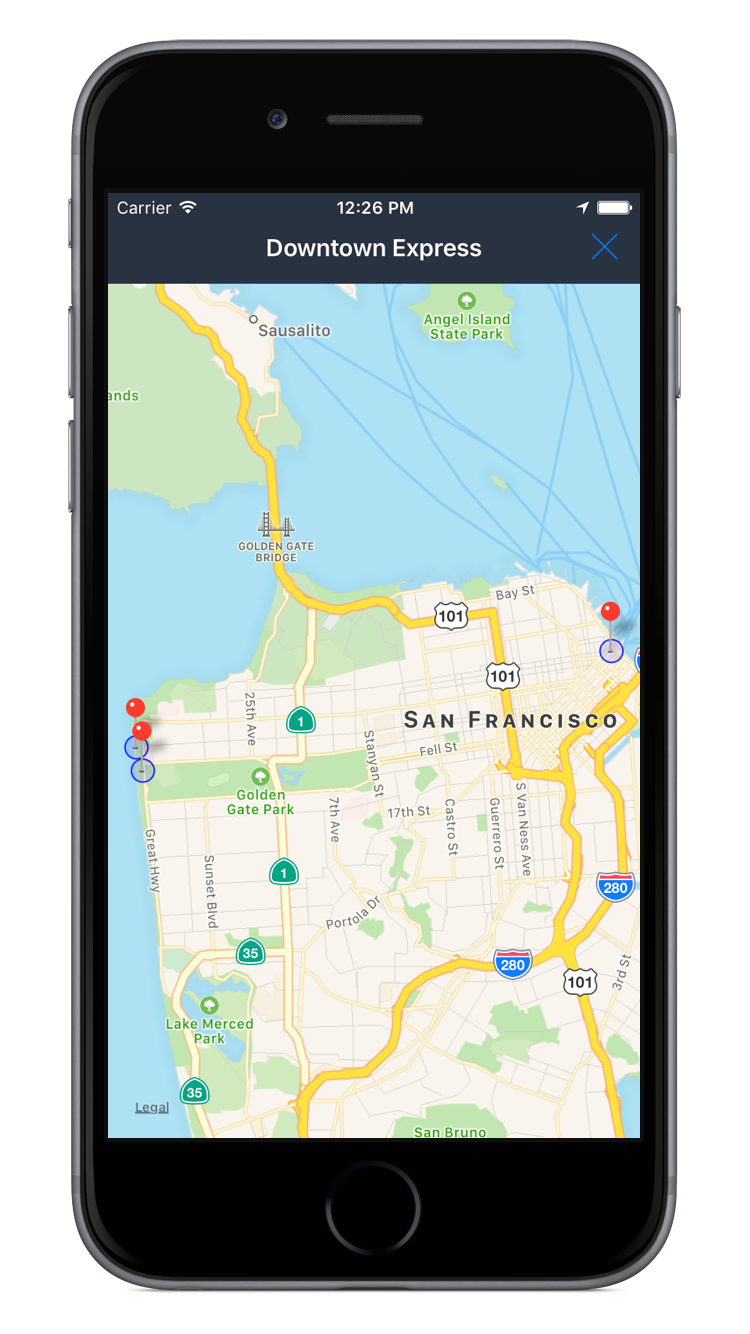 Carrier
12:26 PM
Downtown Express
Angel Island
State Park
Sausalito
ands
GOLDEN GATE
BRIDGE
Bay St
101
101
25th Ave
1
SAN FRANCISCO
Stanyan St
Fell St
Golden
Gate Park
7th Ave
17th St
Castro St
Guerrero St
S Van Ness Ave
Great Hwy
Sunset Blvd
1
280
Portola Dr
35
280
3rd St
101
Lake Merced
Park
35
Legal
San Bruno